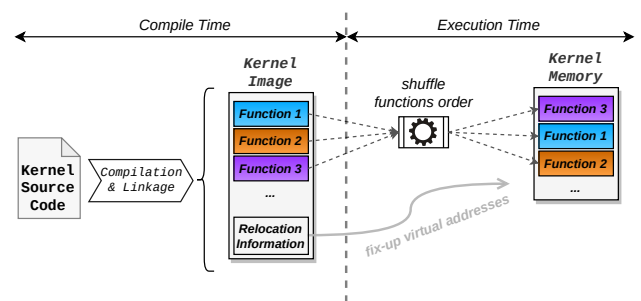 Compile Time
Execution Time
Kernel
Image
Function 1
Function 2
Function 3
...
Relocation
Information
Kernel
Source
Code
Compilation
& Linkage
shuffle
functions order
fix-up virtual addresses
Kernel
Memory
Function 3
Function 1
Function 2
...